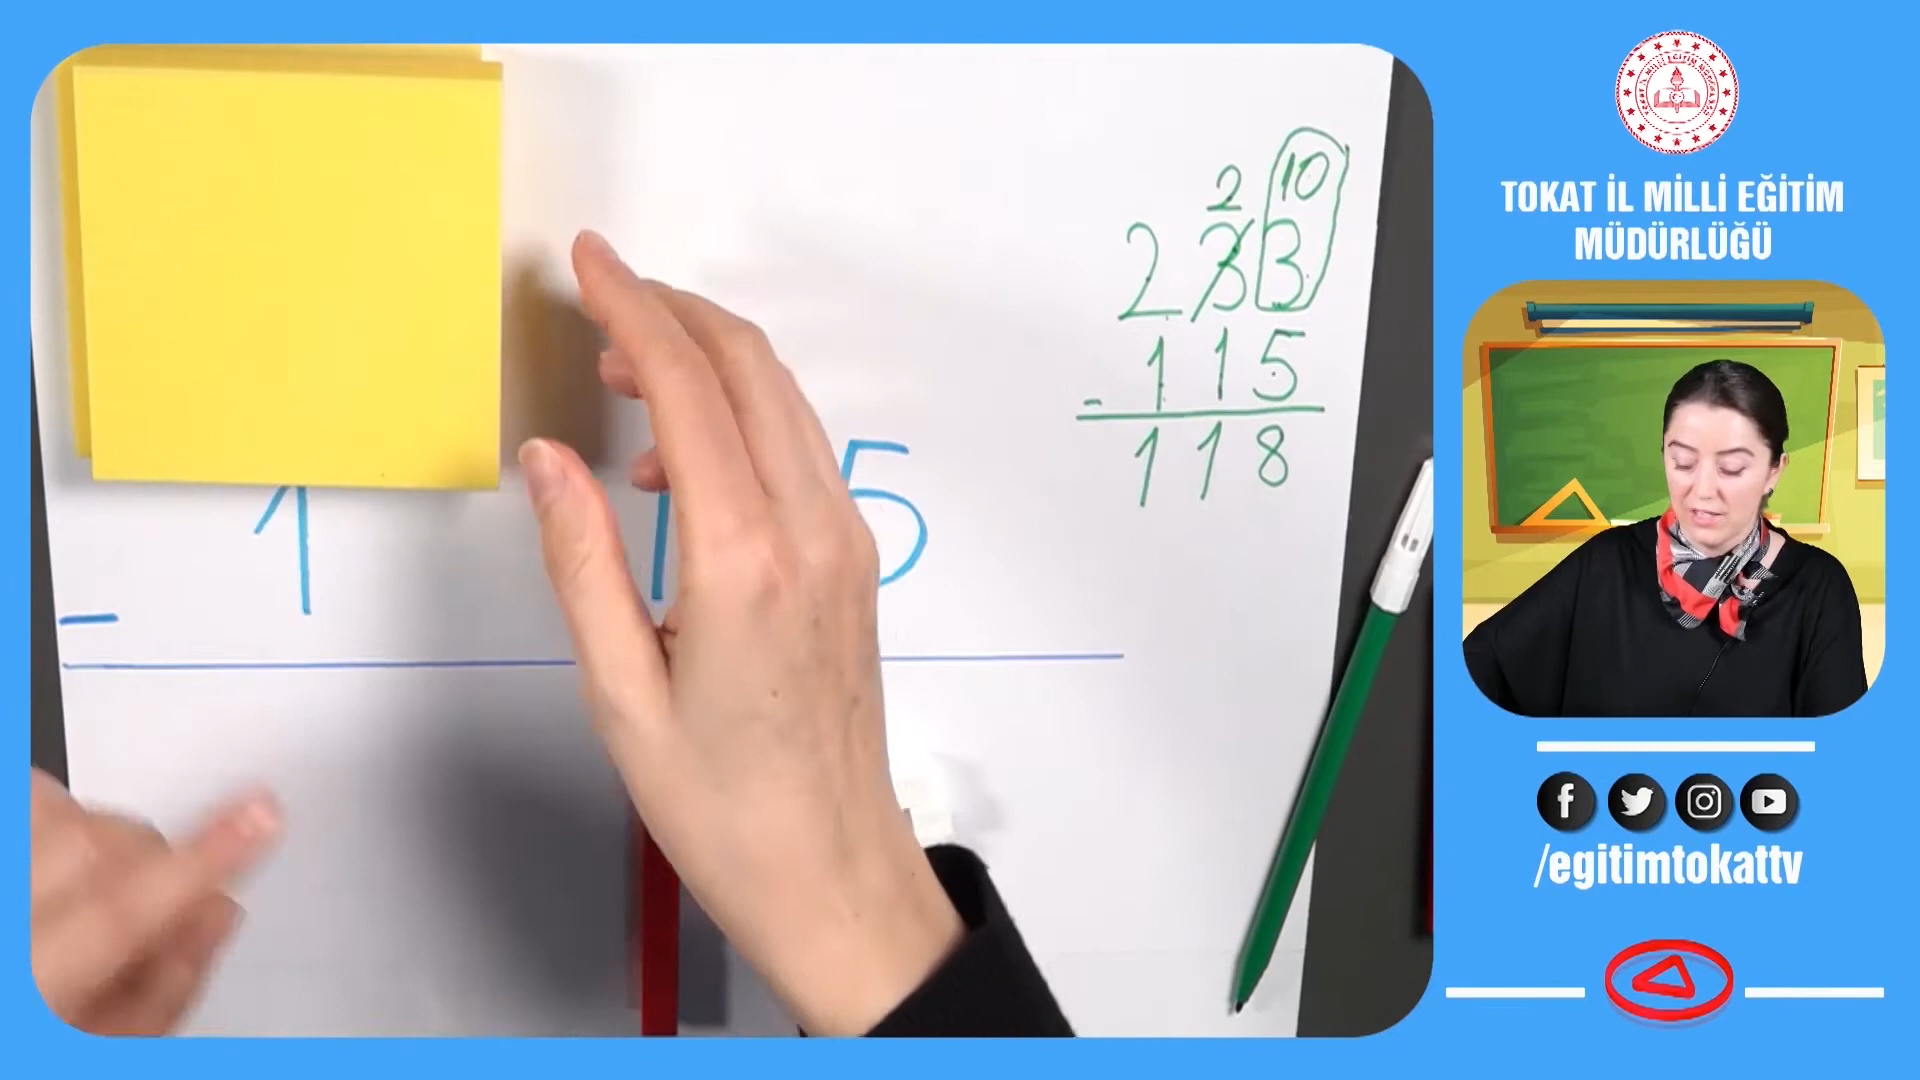 2 10
2 3 3
1 1 5
-
1 1 8
1 1 5
-
TOKAT İL MİLLİ EĞİTİM
MÜDÜRLÜĞÜ
/egitimtokattv